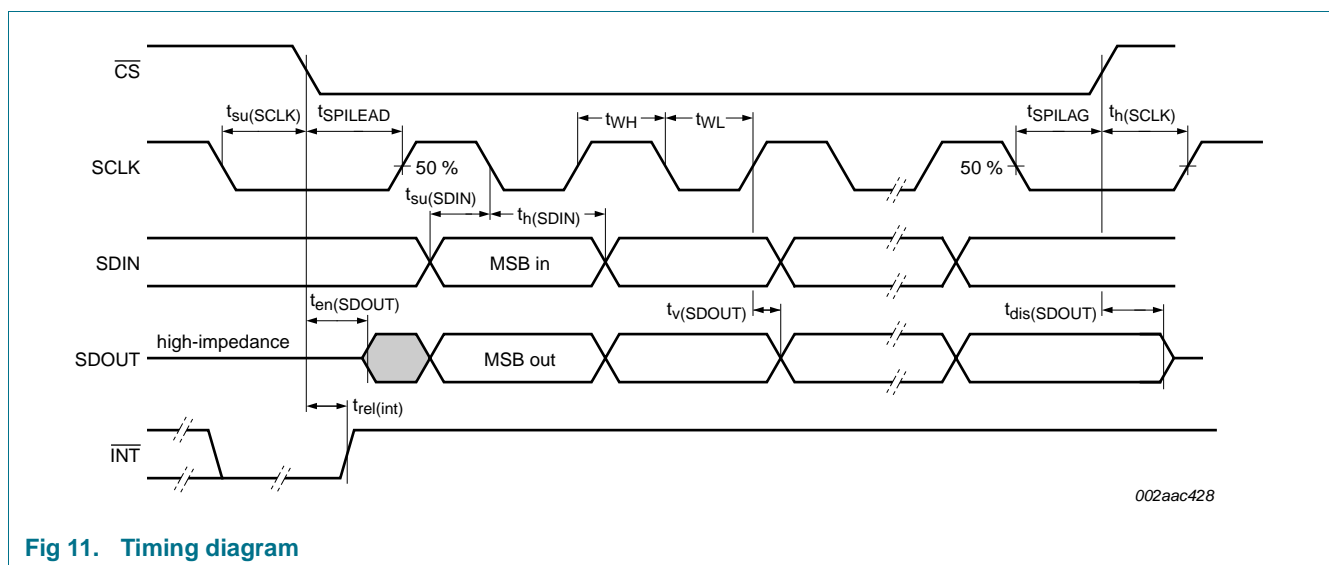 CS
tsu(SCLK) tSPILEAD tWH tWL tSPILAG th(SCLK)
SCLK 50 % 50 %
tsu(SDIN) th(SDIN)
SDIN MSB in
ten(SDOUT) tv(SDOUT) tdis(SDOUT)
high-impedance
SDOUT MSB out
trel(int)
INT
002aac428
Fig 11. Timing diagram